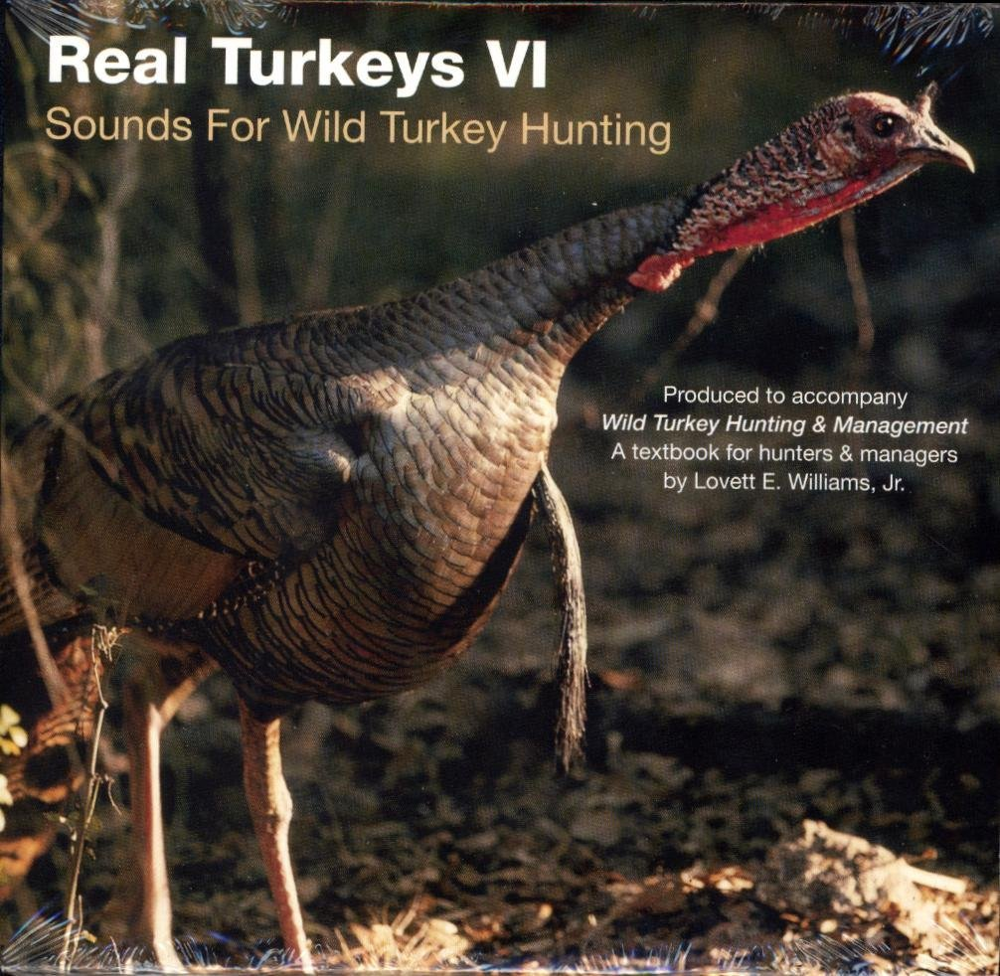 Real Turkeys VI
Sounds For Wild Turkey Hunting
Produced to accompany
Wild Turkey Hunting & Management
A textbook for hunters & managers
by Lovett E. Williams, Jr.